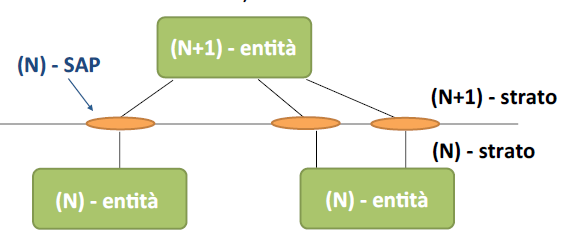 (N+1) - entità
(N) - SAP
(N+1) - strato
(N) - strato
(N) - entità
(N) - entità